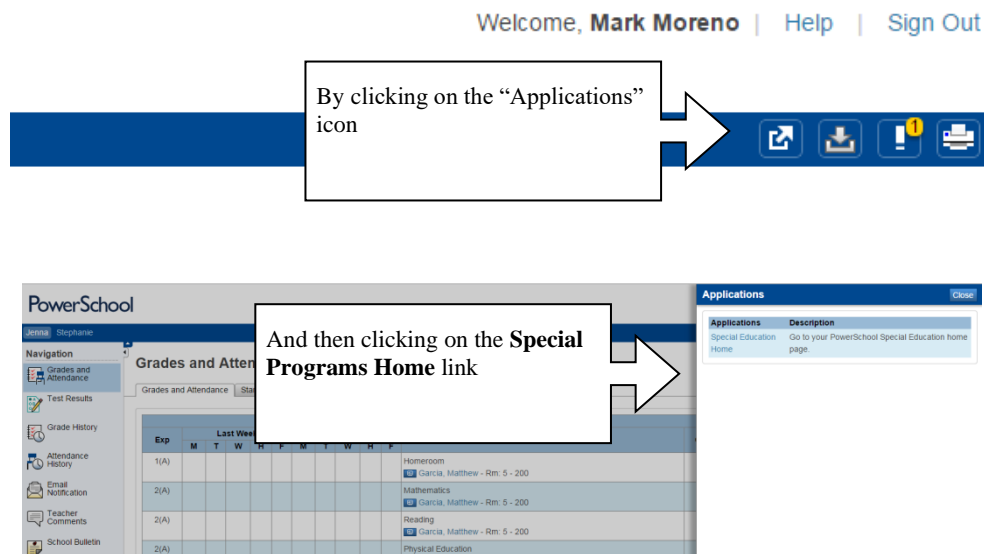 Welcome, Mark Moreno | Help | Sign Out
By clicking on the “Applications”
icon
1
PowerSchool
Applications
Close
Jenna Stephanie
And then clicking on the Special
Programs Home link
Applications Description
Special Education Go to your PowerSchool Special Education home
Home page.
Navigation
Grades and
Attendance
Grades and Atten
Grades and Attendance Sta
Test Results
Grade History
Exp
Last Wee
M T W H F M T W H F
Attendance
History
1(A) Homeroom
Garcia, Matthew - Rm: 5 - 200
Email
Notification
2(A) Mathematics
Garcia, Matthew - Rm: 5 - 200
Teacher
Comments
2(A) Reading
Garcia, Matthew - Rm: 5 - 200
School Bulletin
2(A) Physical Education